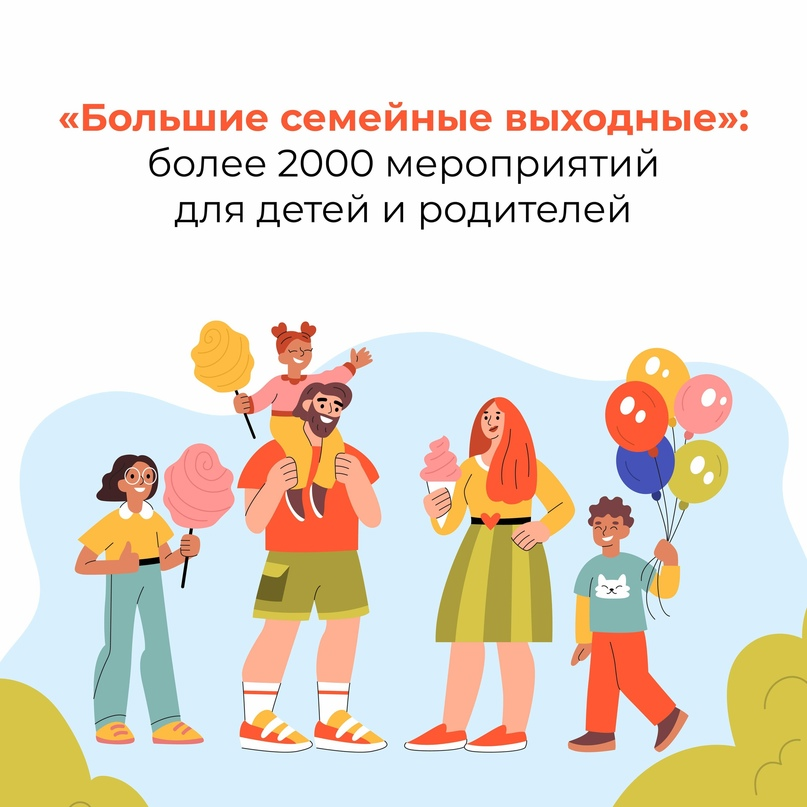 «Большие семейные выходные»:
более 2000 мероприятий
для детей и родителей